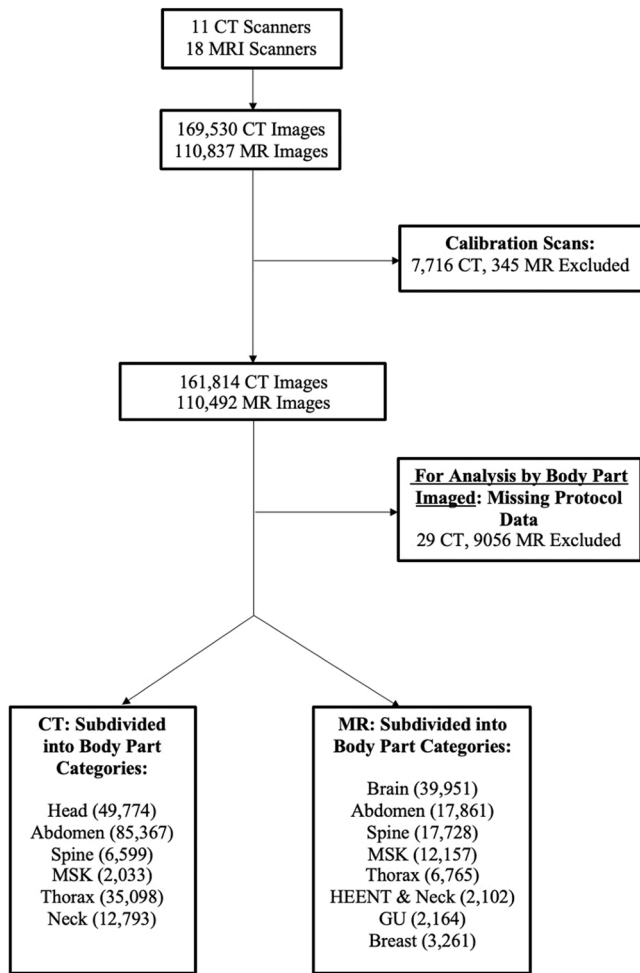 11 CT Scanners
18 MRI Scanners
169,530 CT Images
110,837 MR Images
Calibration Scans:
7,716 CT, 345 MR Excluded
161,814 CT Images
110,492 MR Images
For Analysis by Body Part
Imaged: Missing Protocol
Data
29 CT, 9056 MR Excluded
CT: Subdivided
into Body Part
Categories:
Head (49,774)
Abdomen (85,367)
Spine (6,599)
MSK (2,033)
Thorax (35,098)
Neck (12,793)
MR: Subdivided into
Body Part Categories:
Brain (39,951)
Abdomen (17,861)
Spine (17,728)
MSK (12,157)
Thorax (6,765)
HEENT & Neck (2,102)
GU (2,164)
Breast (3,261)